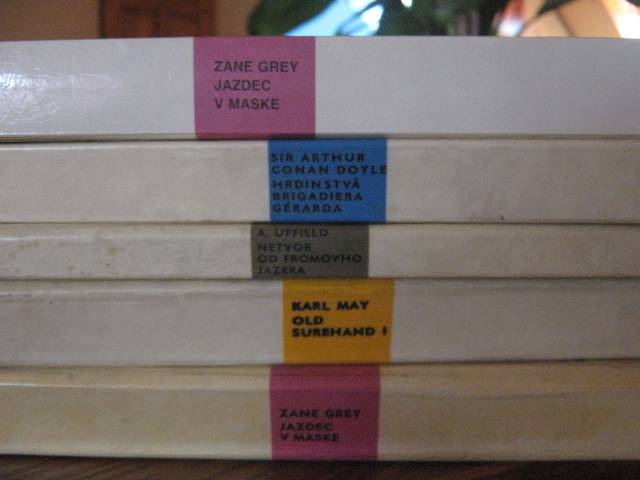 ZANE GREY
JAZDEC
V MASKE
SIR ARTHUR
CONAN DOYLE
HRDINSTVÁ
BRIGADIERA
GÉRARDA
A. UPFIELD
NETVOR
OD FROMOVHO
JAZERA
KARL MAY
OLD
SUREHAND I
ZANE GREY
JAZDEC
V MASKE